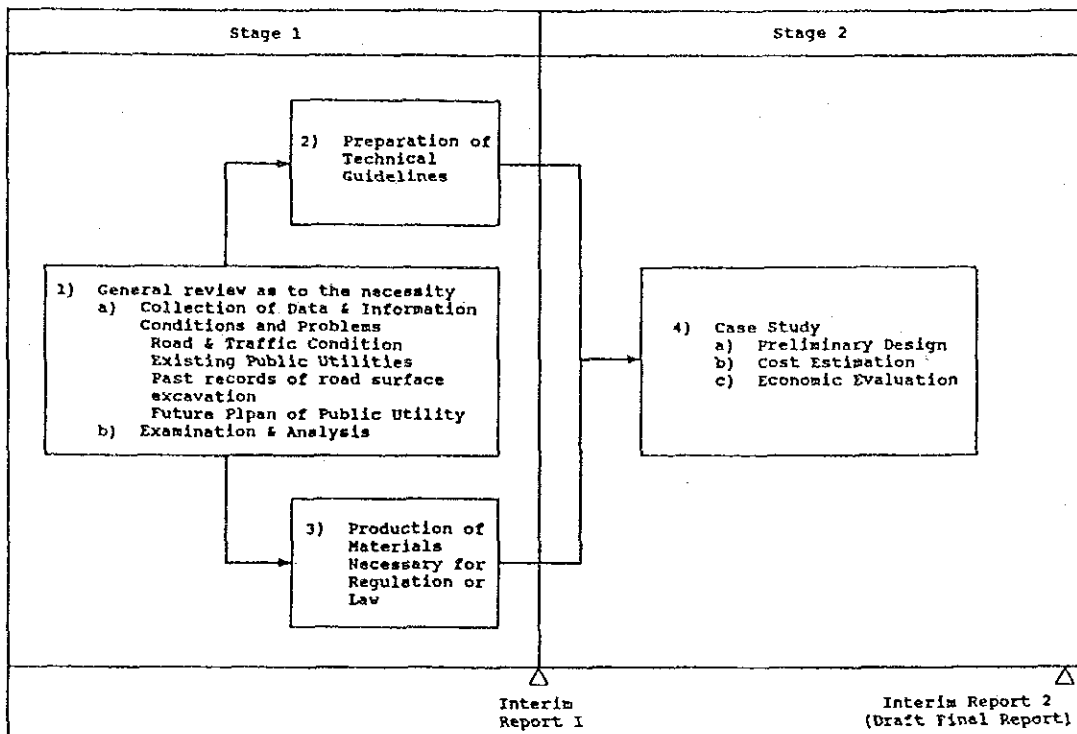 Stage 1
Stage 2
2) Preparation of
Technical
Guidelines
1) General review as to the necessity
a) Collection of Data & Information
Conditions and Problems
Road & Traffic Condition
Existing Public Utilities
Past records of road surface
excavation
Future Plpan of Public Utility
b) Examination & Analysis
4) Case Study
a) Preliminary Design
b) Cost Estimation
c) Economic Evaluation
3) Production of
Materials
Necessary for
Regulation or
Law
Interim
Report I
Interim Report 2
(Draft Final Report)